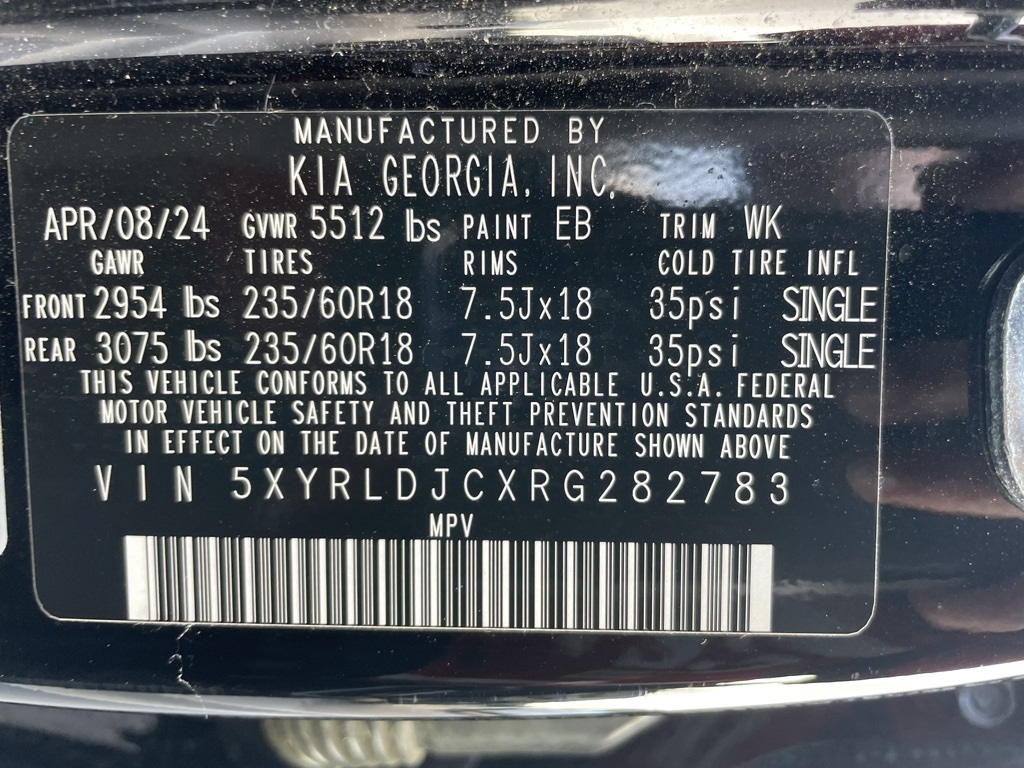 MANUFACTURED BY
KIA GEORGIA, INC.
APR/08/24 GVWR 5512 lbs PAINT EB TRIM WK
GAWR TIRES RIMS COLD TIRE INFL
FRONT 2954 lbs 235/60R18 7.5Jx18 35psi SINGLE
REAR 3075 lbs 235/60R18 7.5Jx18 35psi SINGLE
THIS VEHICLE CONFORMS TO ALL APPLICABLE U.S.A. FEDERAL
MOTOR VEHICLE SAFETY AND THEFT PREVENTION STANDARDS
IN EFFECT ON THE DATE OF MANUFACTURE SHOWN ABOVE
VIN 5XYRLDJCXRG282783
MPV